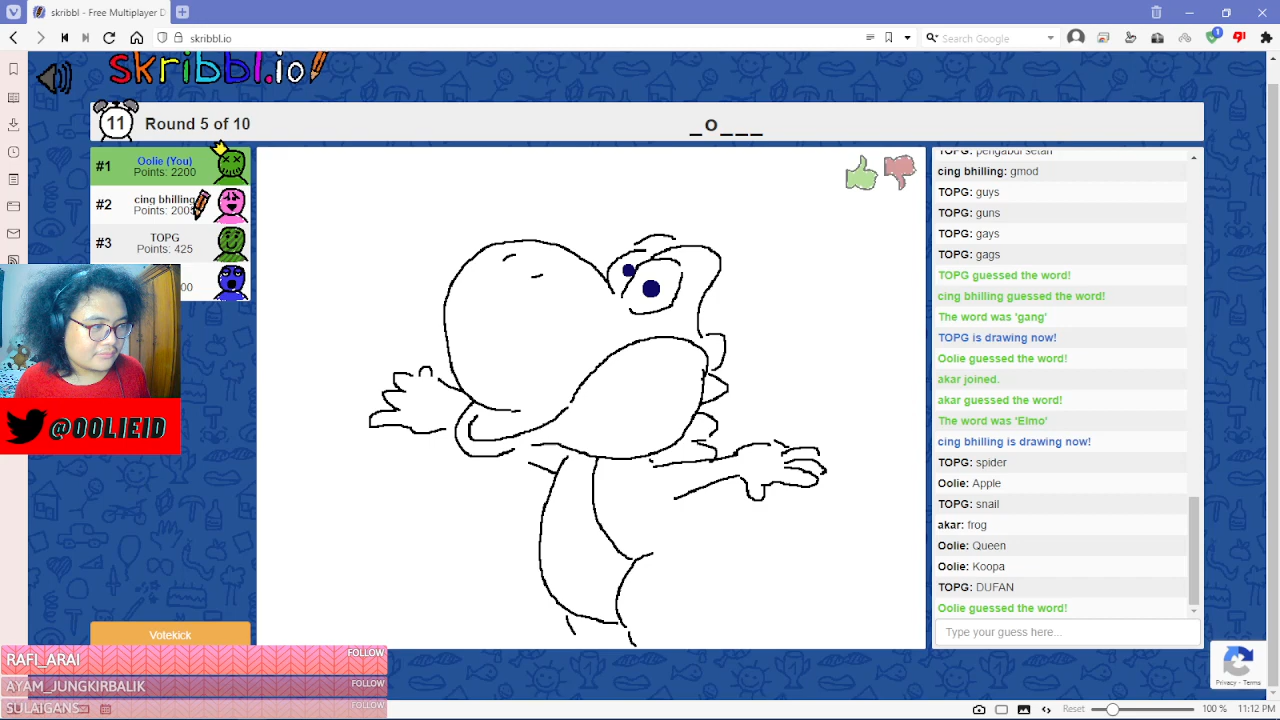 skribbl - Free Multiplayer D
skribbl.io
Search Google
1
skribbl.io
11
Round 5 of 10
_o___
#1
Oolie (You)
Points: 2200
#2
cing bhilling
Points: 2005
#3
TOPG
Points: 425
00
@OOLIEID
Votekick
RAFI_ARAI
FOLLOW
AYAM_JUNGKIRBALIK
FOLLOW
SULAIGANS
FOLLOW
TOPG: pengabdi setan
cing bhilling: gmod
TOPG: guys
TOPG: guns
TOPG: gays
TOPG: gags
TOPG guessed the word!
cing bhilling guessed the word!
The word was 'gang'
TOPG is drawing now!
Oolie guessed the word!
akar joined.
akar guessed the word!
The word was 'Elmo'
cing bhilling is drawing now!
TOPG: spider
Oolie: Apple
TOPG: snail
akar: frog
Oolie: Queen
Oolie: Koopa
TOPG: DUFAN
Oolie guessed the word!
Type your guess here...
Privacy - Terms
Reset
100 %
11:12 PM